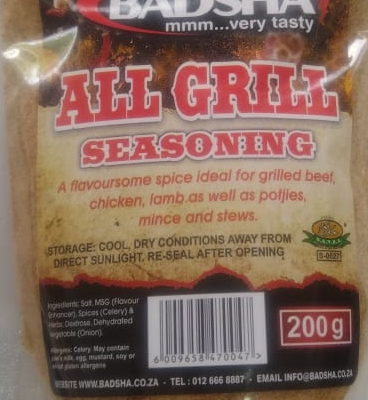 BADSHA
mmm...very tasty
ALL GRILL
SEASONING
A flavoursome spice ideal for grilled beef,
chicken, lamb as well as potjies,
mince and stews.
STORAGE: COOL, DRY CONDITIONS AWAY FROM
DIRECT SUNLIGHT. RE-SEAL AFTER OPENING
Ingredients: Salt, MSG (Flavour
Enhancer), Spices (Celery) &
Herbs, Dextrose, Dehydrated
Vegetable (Onion).
Allergens: Celery. May contain
cow's milk, egg, mustard, soy or
wheat gluten allergens
6 009658 470047 >
200g
WEBSITE WWW.BADSHA.CO.ZA - TEL : 012 666 8887 - EMAIL INFO@BADSHA.CO.ZA